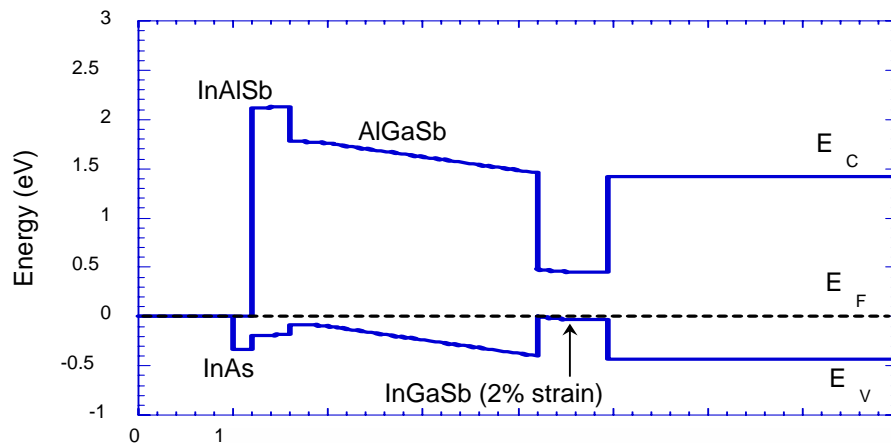 3
2.5
2
1.5
1
0.5
0
-0.5
-1
Energy (eV)
InAlSb
AlGaSb
E C
E F
InAs
InGaSb (2% strain)
E V
0 1